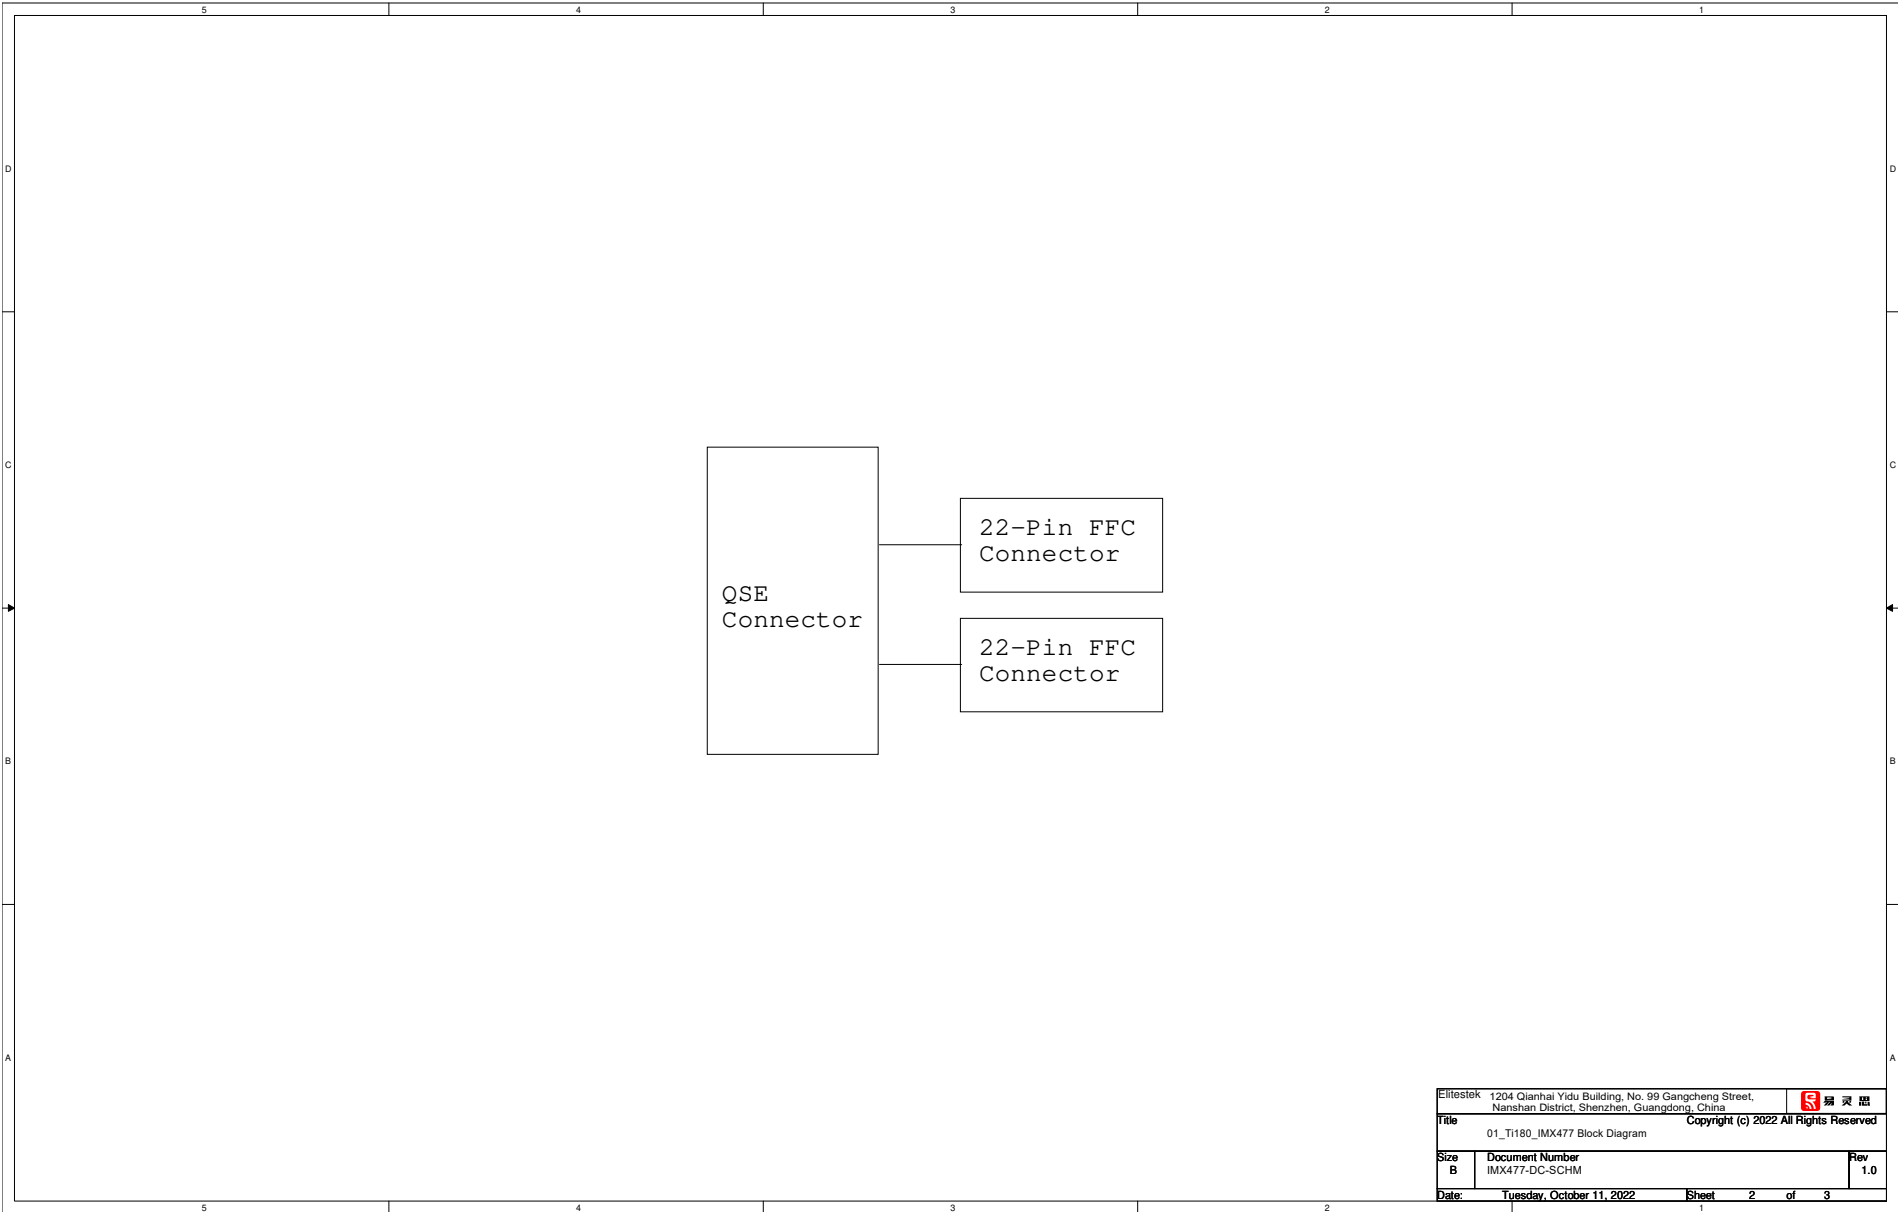 5 4 3 2 1
D D
C C
B B
A A
QSE
Connector
22-Pin FFC
Connector
22-Pin FFC
Connector
Elitestek 1204 Qianhai Yidu Building, No. 99 Gangcheng Street,
Nanshan District, Shenzhen, Guangdong, China
易灵思
Title Copyright (c) 2022 All Rights Reserved
01_Ti180_IMX477 Block Diagram
Size Document Number Rev
B IMX477-DC-SCHM 1.0
Date: Tuesday, October 11, 2022 Sheet 2 of 3
5 4 3 2 1